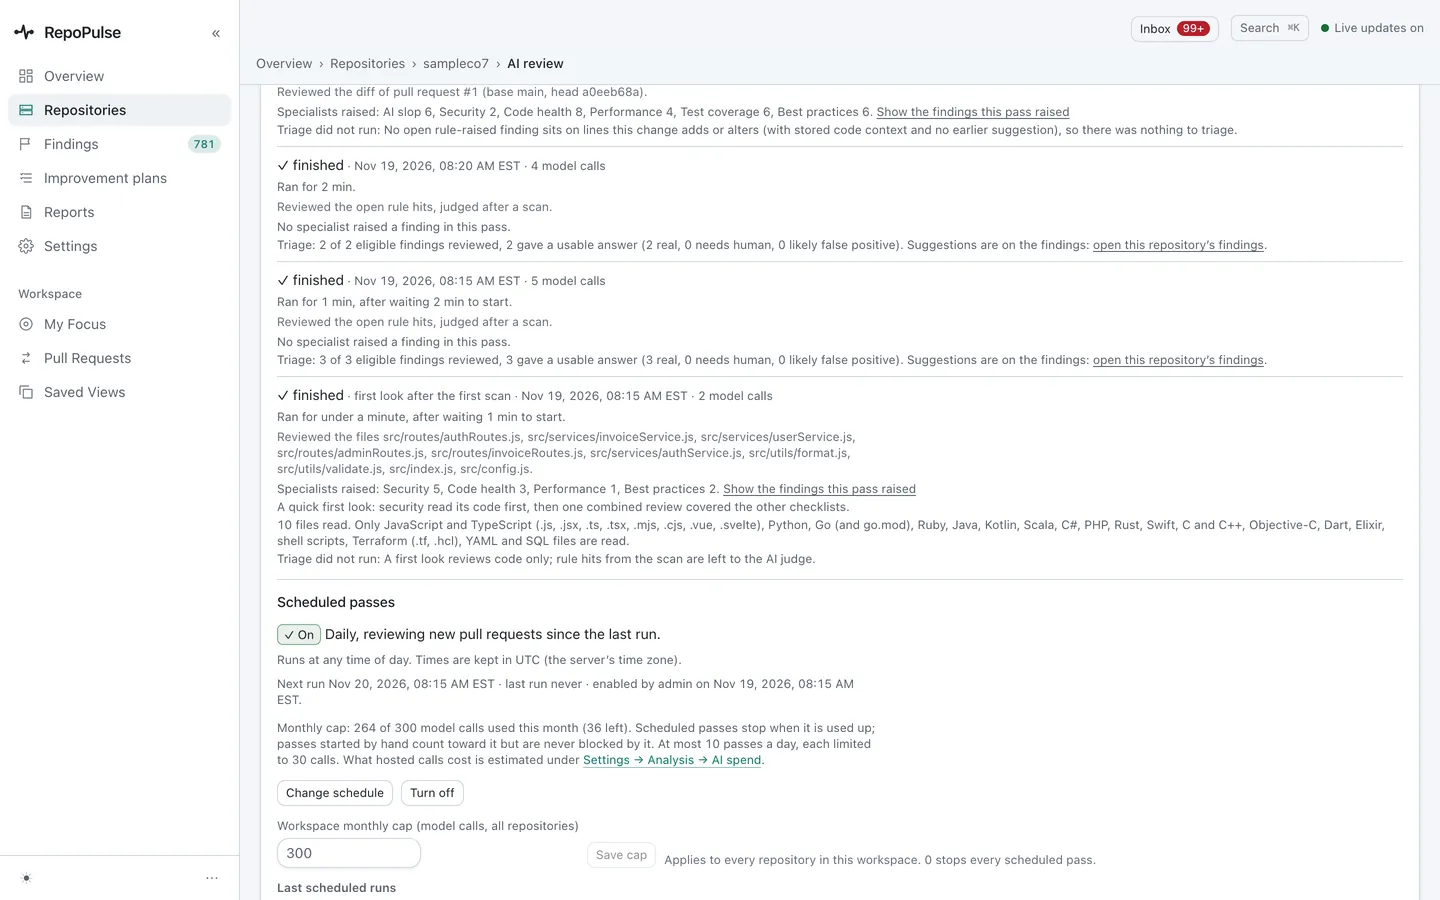 RepoPulse
«
Overview
Repositories
Findings
781
Improvement plans
Reports
Settings
Workspace
My Focus
Pull Requests
Saved Views
...
Inbox 99+
Search ⌘K
Live updates on
Overview › Repositories › sampleco7 › AI review
Reviewed the diff of pull request #1 (base main, head a0eeb68a).
Specialists raised: AI slop 6, Security 2, Code health 8, Performance 4, Test coverage 6, Best practices 6. Show the findings this pass raised
Triage did not run: No open rule-raised finding sits on lines this change adds or alters (with stored code context and no earlier suggestion), so there was nothing to triage.
✓ finished · Nov 19, 2026, 08:20 AM EST · 4 model calls
Ran for 2 min.
Reviewed the open rule hits, judged after a scan.
No specialist raised a finding in this pass.
Triage: 2 of 2 eligible findings reviewed, 2 gave a usable answer (2 real, 0 needs human, 0 likely false positive). Suggestions are on the findings: open this repository's findings.
✓ finished · Nov 19, 2026, 08:15 AM EST · 5 model calls
Ran for 1 min, after waiting 2 min to start.
Reviewed the open rule hits, judged after a scan.
No specialist raised a finding in this pass.
Triage: 3 of 3 eligible findings reviewed, 3 gave a usable answer (3 real, 0 needs human, 0 likely false positive). Suggestions are on the findings: open this repository's findings.
✓ finished · first look after the first scan · Nov 19, 2026, 08:15 AM EST · 2 model calls
Ran for under a minute, after waiting 1 min to start.
Reviewed the files src/routes/authRoutes.js, src/services/invoiceService.js, src/services/userService.js,
src/routes/adminRoutes.js, src/routes/invoiceRoutes.js, src/services/authService.js, src/utils/format.js,
src/utils/validate.js, src/index.js, src/config.js.
Specialists raised: Security 5, Code health 3, Performance 1, Best practices 2. Show the findings this pass raised
A quick first look: security read its code first, then one combined review covered the other checklists.
10 files read. Only JavaScript and TypeScript (.js, .jsx, .ts, .tsx, .mjs, .cjs, .vue, .svelte), Python, Go (and go.mod), Ruby, Java, Kotlin, Scala, C#, PHP, Rust, Swift, C and C++, Objective-C, Dart, Elixir,
shell scripts, Terraform (.tf, .hcl), YAML and SQL files are read.
Triage did not run: A first look reviews code only; rule hits from the scan are left to the AI judge.
Scheduled passes
✓ On Daily, reviewing new pull requests since the last run.
Runs at any time of day. Times are kept in UTC (the server's time zone).
Next run Nov 20, 2026, 08:15 AM EST · last run never · enabled by admin on Nov 19, 2026, 08:15 AM
EST.
Monthly cap: 264 of 300 model calls used this month (36 left). Scheduled passes stop when it is used up;
passes started by hand count toward it but are never blocked by it. At most 10 passes a day, each limited
to 30 calls. What hosted calls cost is estimated under Settings → Analysis → AI spend.
Change schedule
Turn off
Workspace monthly cap (model calls, all repositories)
300
Save cap
Applies to every repository in this workspace. 0 stops every scheduled pass.
Last scheduled runs